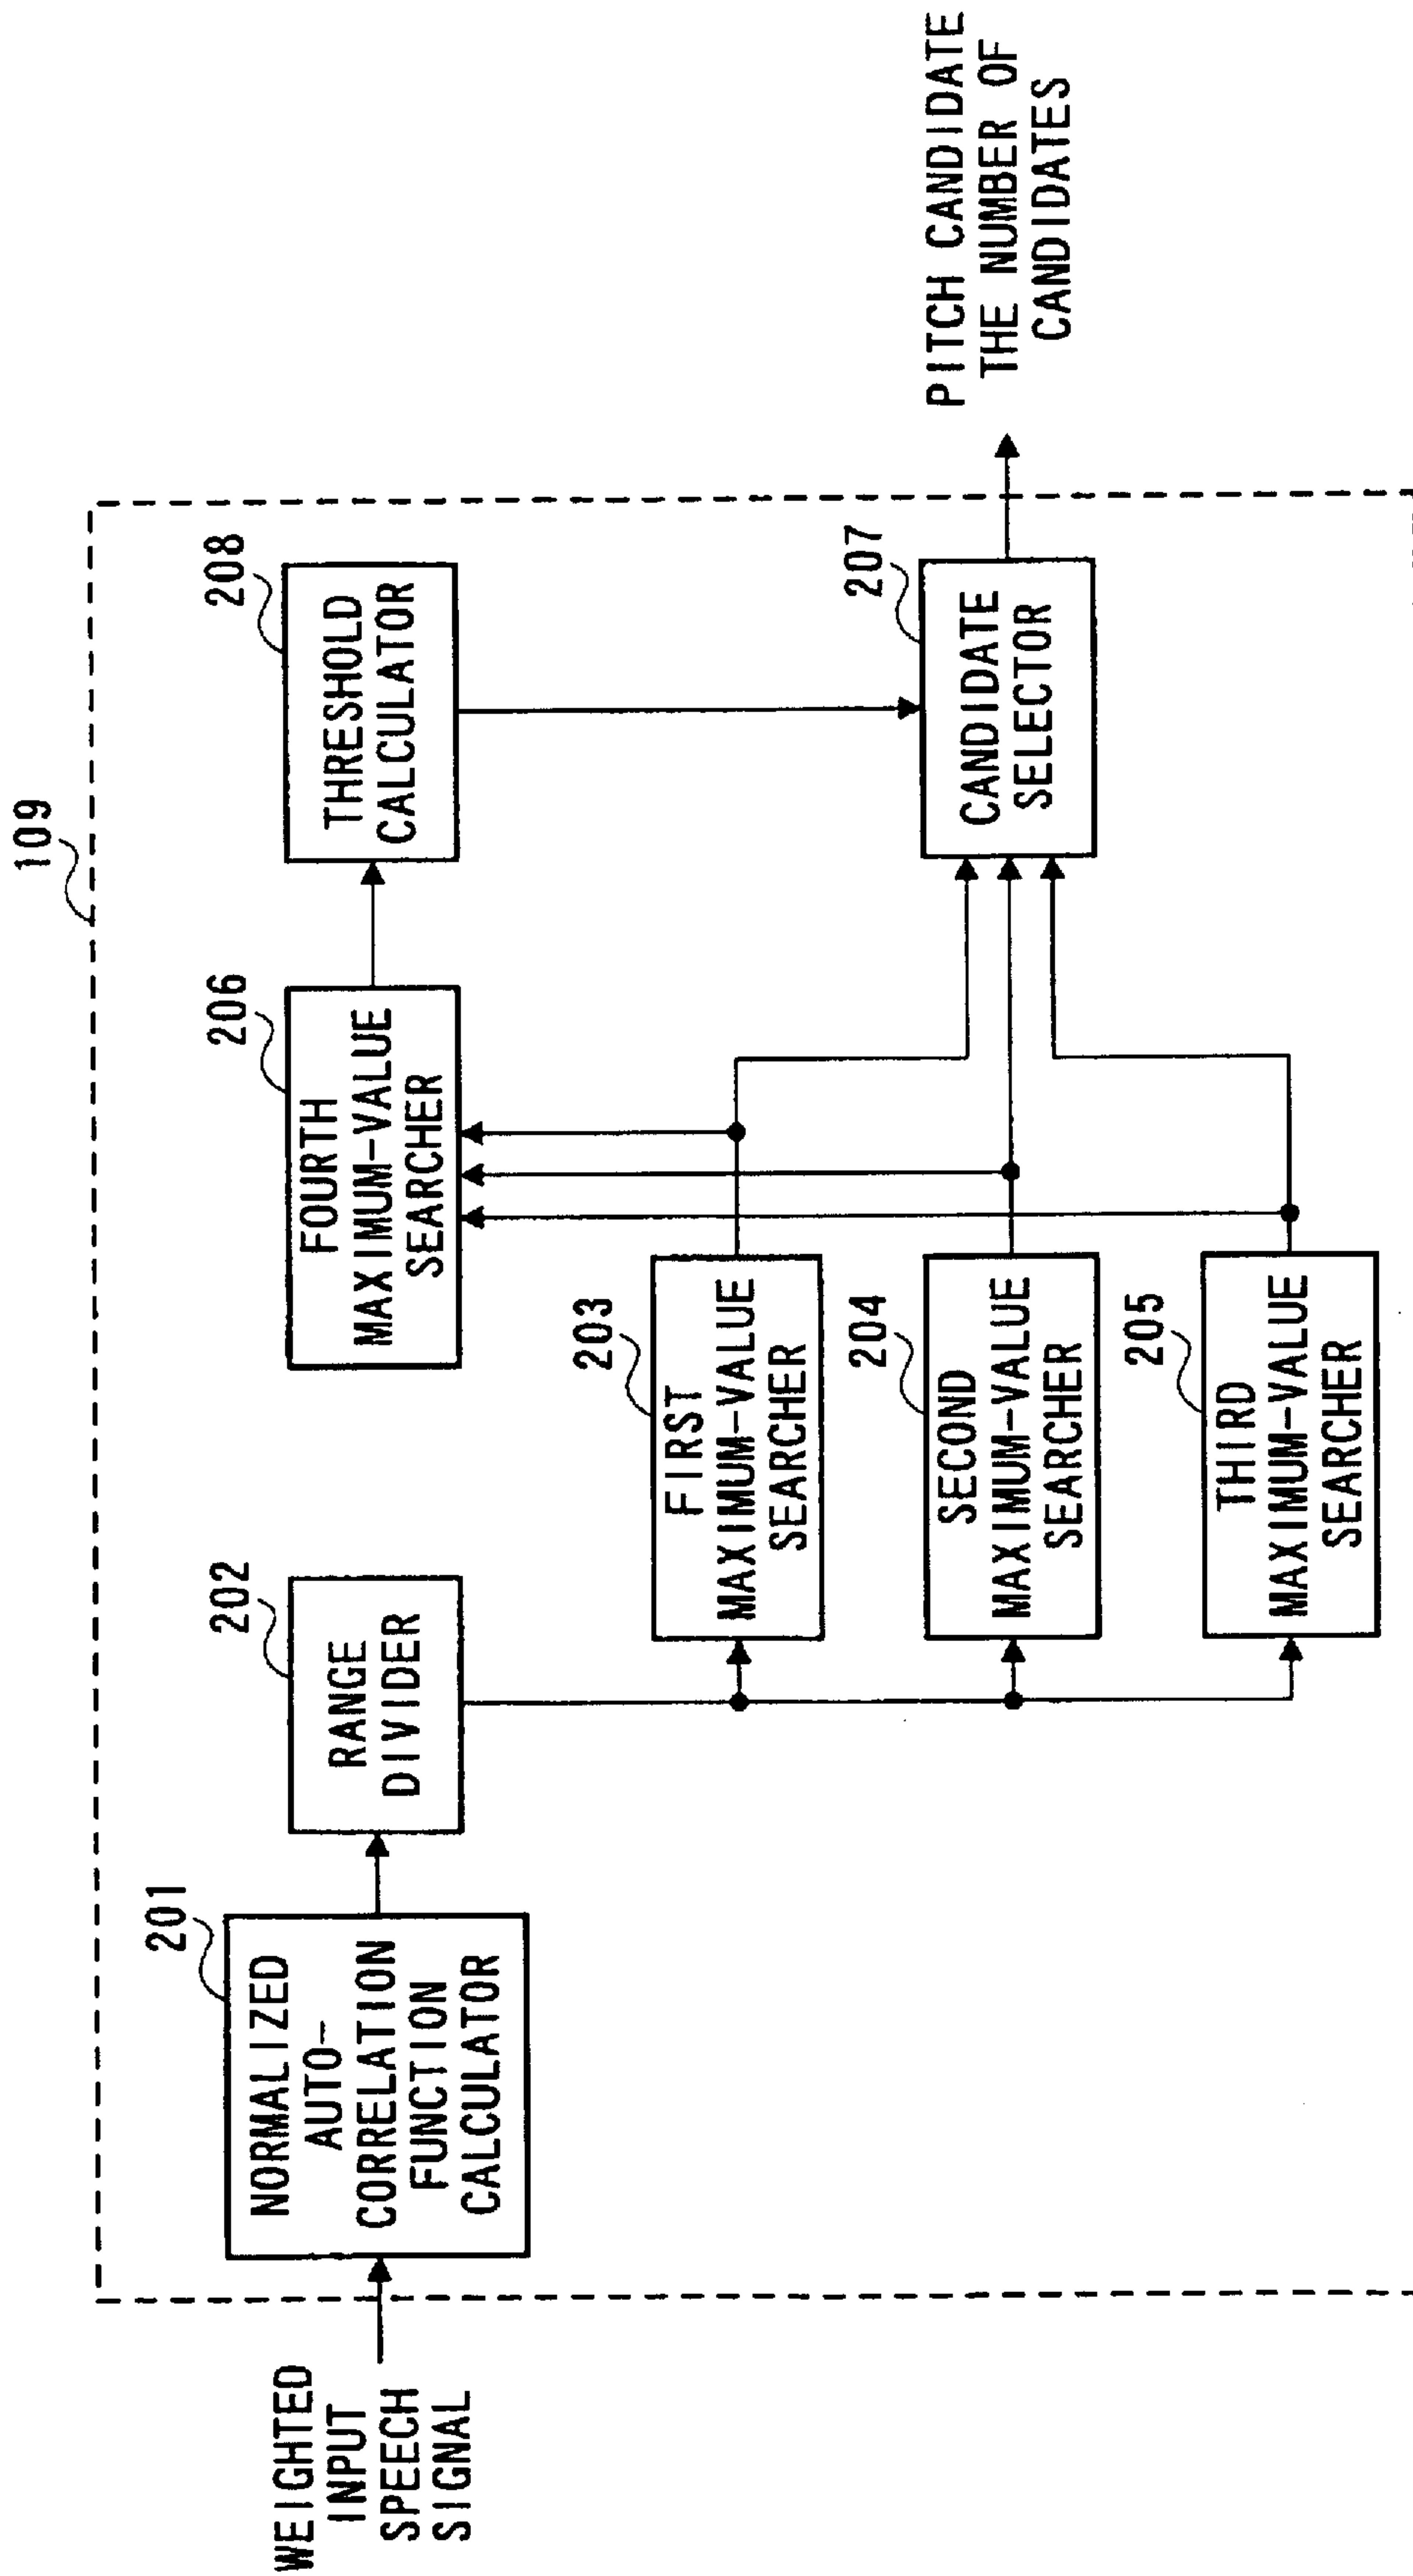 109
WEIGHTED
INPUT
SPEECH
SIGNAL
201
NORMALIZED
AUTO-
CORRELATION
FUNCTION
CALCULATOR
202
RANGE
DIVIDER
206
FOURTH
MAXIMUM-VALUE
SEARCHER
208
THRESHOLD
CALCULATOR
203
FIRST
MAXIMUM-VALUE
SEARCHER
204
SECOND
MAXIMUM-VALUE
SEARCHER
205
THIRD
MAXIMUM-VALUE
SEARCHER
207
CANDIDATE
SELECTOR
PITCH CANDIDATE
THE NUMBER OF
CANDIDATES